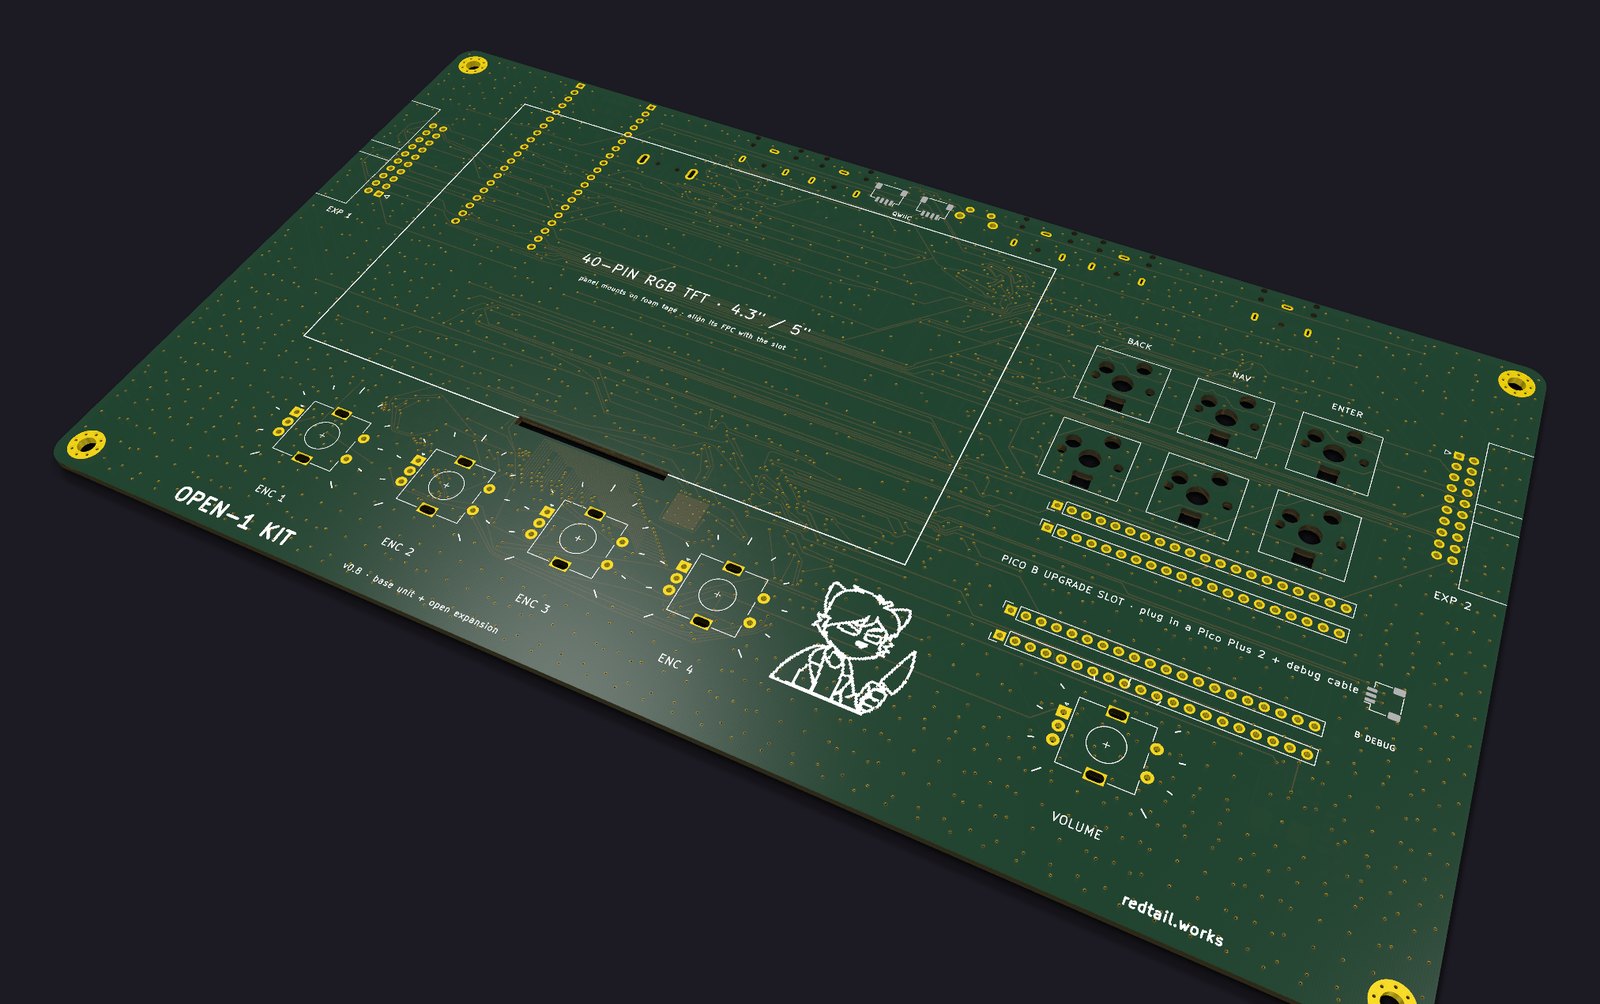 EXP 1
QWIIC
40-PIN RGB TFT · 4.3" / 5"
panel mounts on foam tape · align its FPC with the slot
BACK
NAV
ENTER
ENC 1
ENC 2
ENC 3
ENC 4
OPEN-1 KIT
v0.8 · base unit + open expansion
EXP 2
PICO B UPGRADE SLOT · plug in a Pico Plus 2 + debug cable
B DEBUG
VOLUME
redtail.works